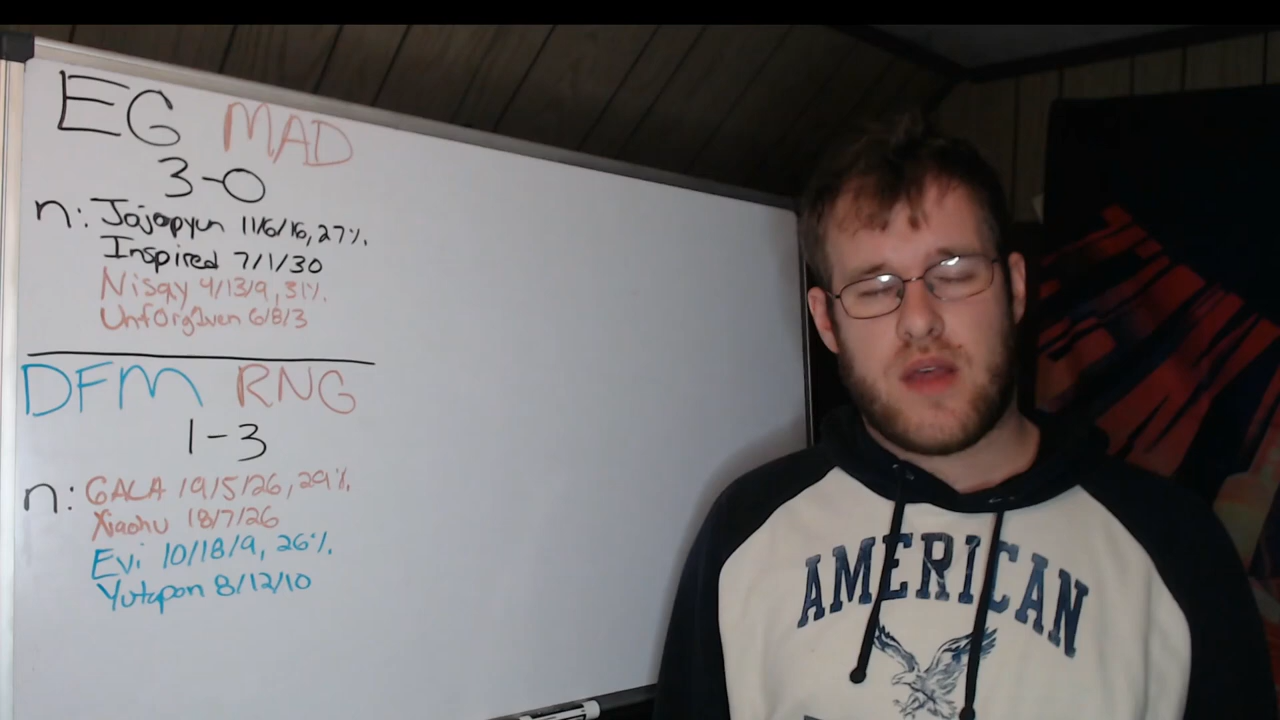 EG MAD
3-0
n: Jojopyun 11/6/16, 27%.
Inspired 7/1/30
Nisqy 4/13/9, 31%.
Unf0rg1ven 6/8/3
DFM RNG
1-3
n: GALA 19/5/26, 29%.
Xiaohu 18/7/26
Evi 10/18/9, 26%.
Yutapon 8/12/10
AMERICAN